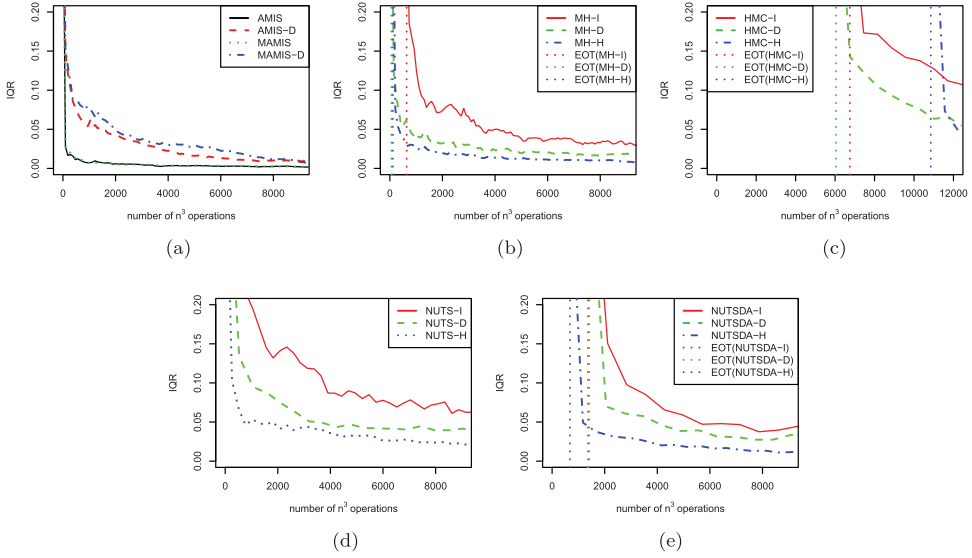 AMIS
AMIS−D
MAMIS
MAMIS−D
IQR
0.00
0.05
0.10
0.15
0.20
0
2000
4000
6000
8000
number of n³ operations
(a)
MH−I
MH−D
MH−H
EOT(MH−I)
EOT(MH−D)
EOT(MH−H)
IQR
0.00
0.05
0.10
0.15
0.20
0
2000
4000
6000
8000
number of n³ operations
(b)
HMC−I
HMC−D
HMC−H
EOT(HMC−I)
EOT(HMC−D)
EOT(HMC−H)
IQR
0.00
0.05
0.10
0.15
0.20
0
2000
4000
6000
8000
10000
12000
number of n³ operations
(c)
NUTS−I
NUTS−D
NUTS−H
IQR
0.00
0.05
0.10
0.15
0.20
0
2000
4000
6000
8000
number of n³ operations
(d)
NUTSDA−I
NUTSDA−D
NUTSDA−H
EOT(NUTSDA−I)
EOT(NUTSDA−D)
EOT(NUTSDA−H)
IQR
0.00
0.05
0.10
0.15
0.20
0
2000
4000
6000
8000
number of n³ operations
(e)